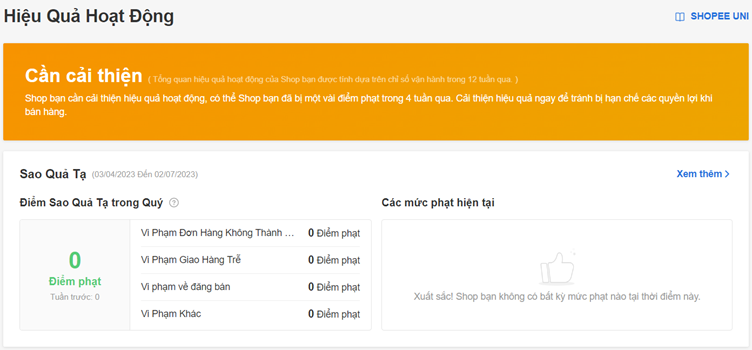 Hiệu Quả Hoạt Động
SHOPEE UNI
Cần cải thiện ( Tổng quan hiệu quả hoạt động của Shop bạn được tính dựa trên chỉ số vận hành trong 12 tuần qua. )
Shop bạn cần cải thiện hiệu quả hoạt động, có thể Shop bạn đã bị một vài điểm phạt trong 4 tuần qua. Cải thiện hiệu quả ngay để tránh bị hạn chế các quyền lợi khi
bán hàng.
Sao Quả Tạ (03/04/2023 Đến 02/07/2023)
Xem thêm >
Điểm Sao Quả Tạ trong Quý ?
0
Điểm phạt
Tuần trước: 0
Vi Phạm Đơn Hàng Không Thành ... 0 Điểm phạt
Vi Phạm Giao Hàng Trễ 0 Điểm phạt
Vi phạm về đăng bán 0 Điểm phạt
Vi Phạm Khác 0 Điểm phạt
Các mức phạt hiện tại
Xuất sắc! Shop bạn không có bất kỳ mức phạt nào tại thời điểm này.